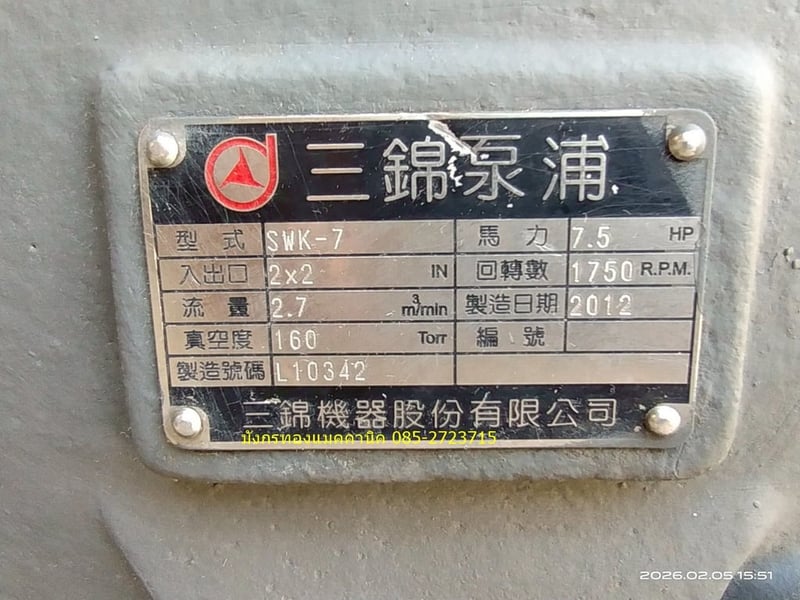 三錦泵浦
型式 SWK-7 馬力 7.5 HP
入出口 2x2 IN 回轉數 1750 R.P.M.
流量 2.7 m³/min 製造日期 2012
真空度 160 Torr 編號
製造號碼 L10342
三錦機器股份有限公司
มังกรทองแมคคานิค 085-2723715
2026.02.05 15:51